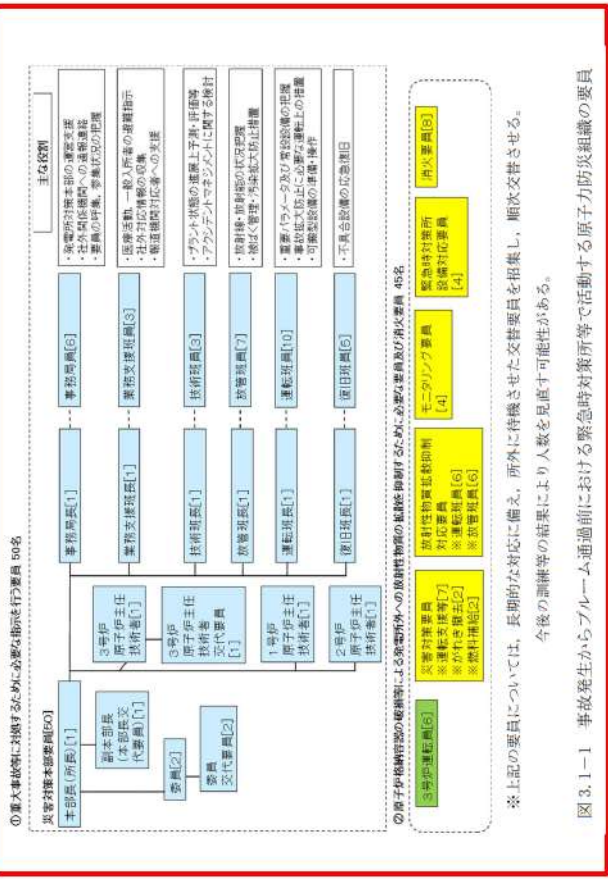 ①重大事故等に対処するために必要な指示を行う要員 50名
災害対策本部要員[50]
主な役割
本部長(所長)[1]
副本部長
(本部長交
代要員)[1]
委員[2]
委員
交代要員[2]
3号炉
原子炉主任
技術者[1]
3号炉
原子炉主任
技術者
交代要員
[1]
1号炉
原子炉主任
技術者[1]
2号炉
原子炉主任
技術者[1]
事務局長[1]
事務局員[6]
・発電所対策本部の運営支援
・社外関係機関への通報連絡
・要員の呼集、参集状況の把握
業務支援班長[1]
業務支援班員[3]
・医療活動、一般入所者の避難指示
・社外対応情報の収集
報道機関対応者への支援
技術班長[1]
技術班員[3]
・プラント状態の進展上予測・評価等
・アクシデントマネジメントに関する検討
放管班長[1]
放管班員[7]
・放射線・放射能の状況把握
・被ばく管理・汚染拡大防止措置
運転班長[1]
運転班員[10]
・重要パラメータ及び常設設備の把握
・事故拡大防止に必要な運転上の措置
・可搬型設備の準備・操作
復旧班長[1]
復旧班員[5]
・不具合設備の応急復旧
②原子炉格納容器の破損等による発電所外への放射性物質の拡散を抑制するために必要な要員及び消火要員 45名
3号炉運転員[6]
災害対策要員
※運転支援等[7]
※がれき撤去[2]
※燃料補給[2]
放射性物質拡散抑制
対応要員
※運転班員[6]
※放管班員[6]
モニタリング要員
[4]
緊急時対策所
設備対応要員
[4]
消火要員[8]
※上記の要員については、長期的な対応に備え、所外に待機させた交替要員を招集し、順次交替させる。
今後の訓練等の結果により人数を見直す可能性がある。
図 3.1－1 事故発生からプルーム通過前における緊急時対策所等で活動する原子力防災組織の要員